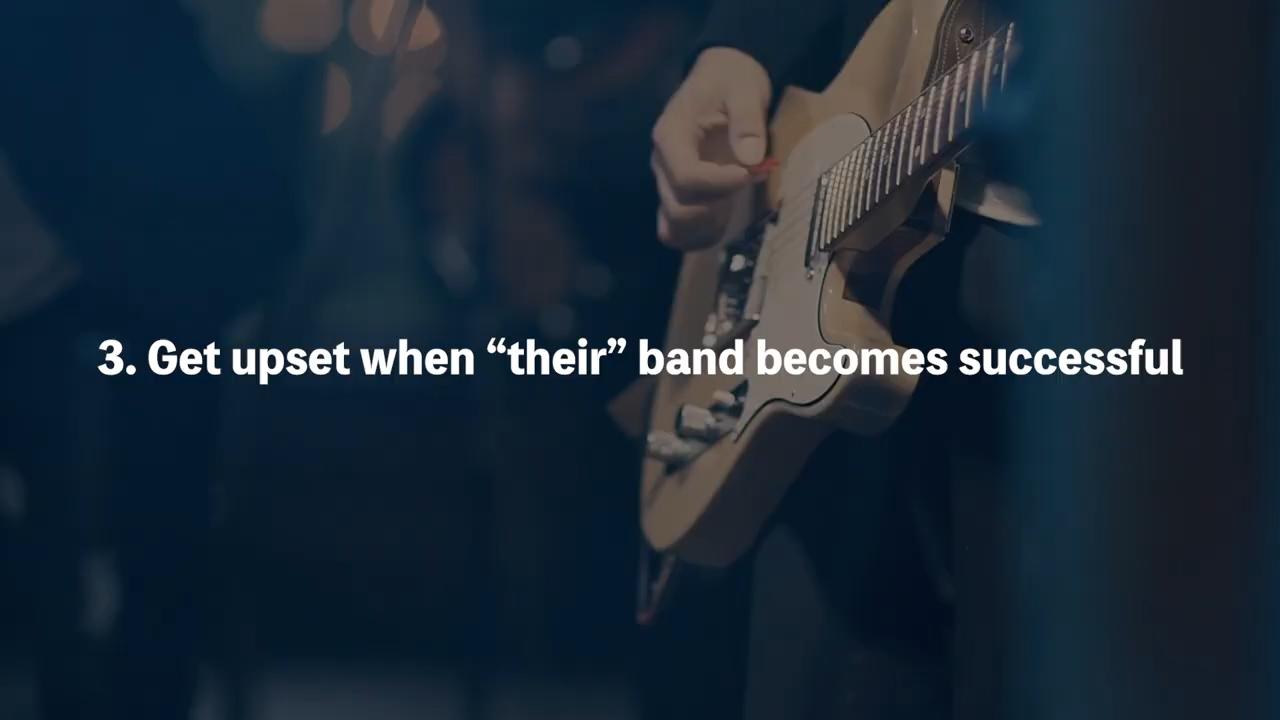 3. Get upset when “their” band becomes successful